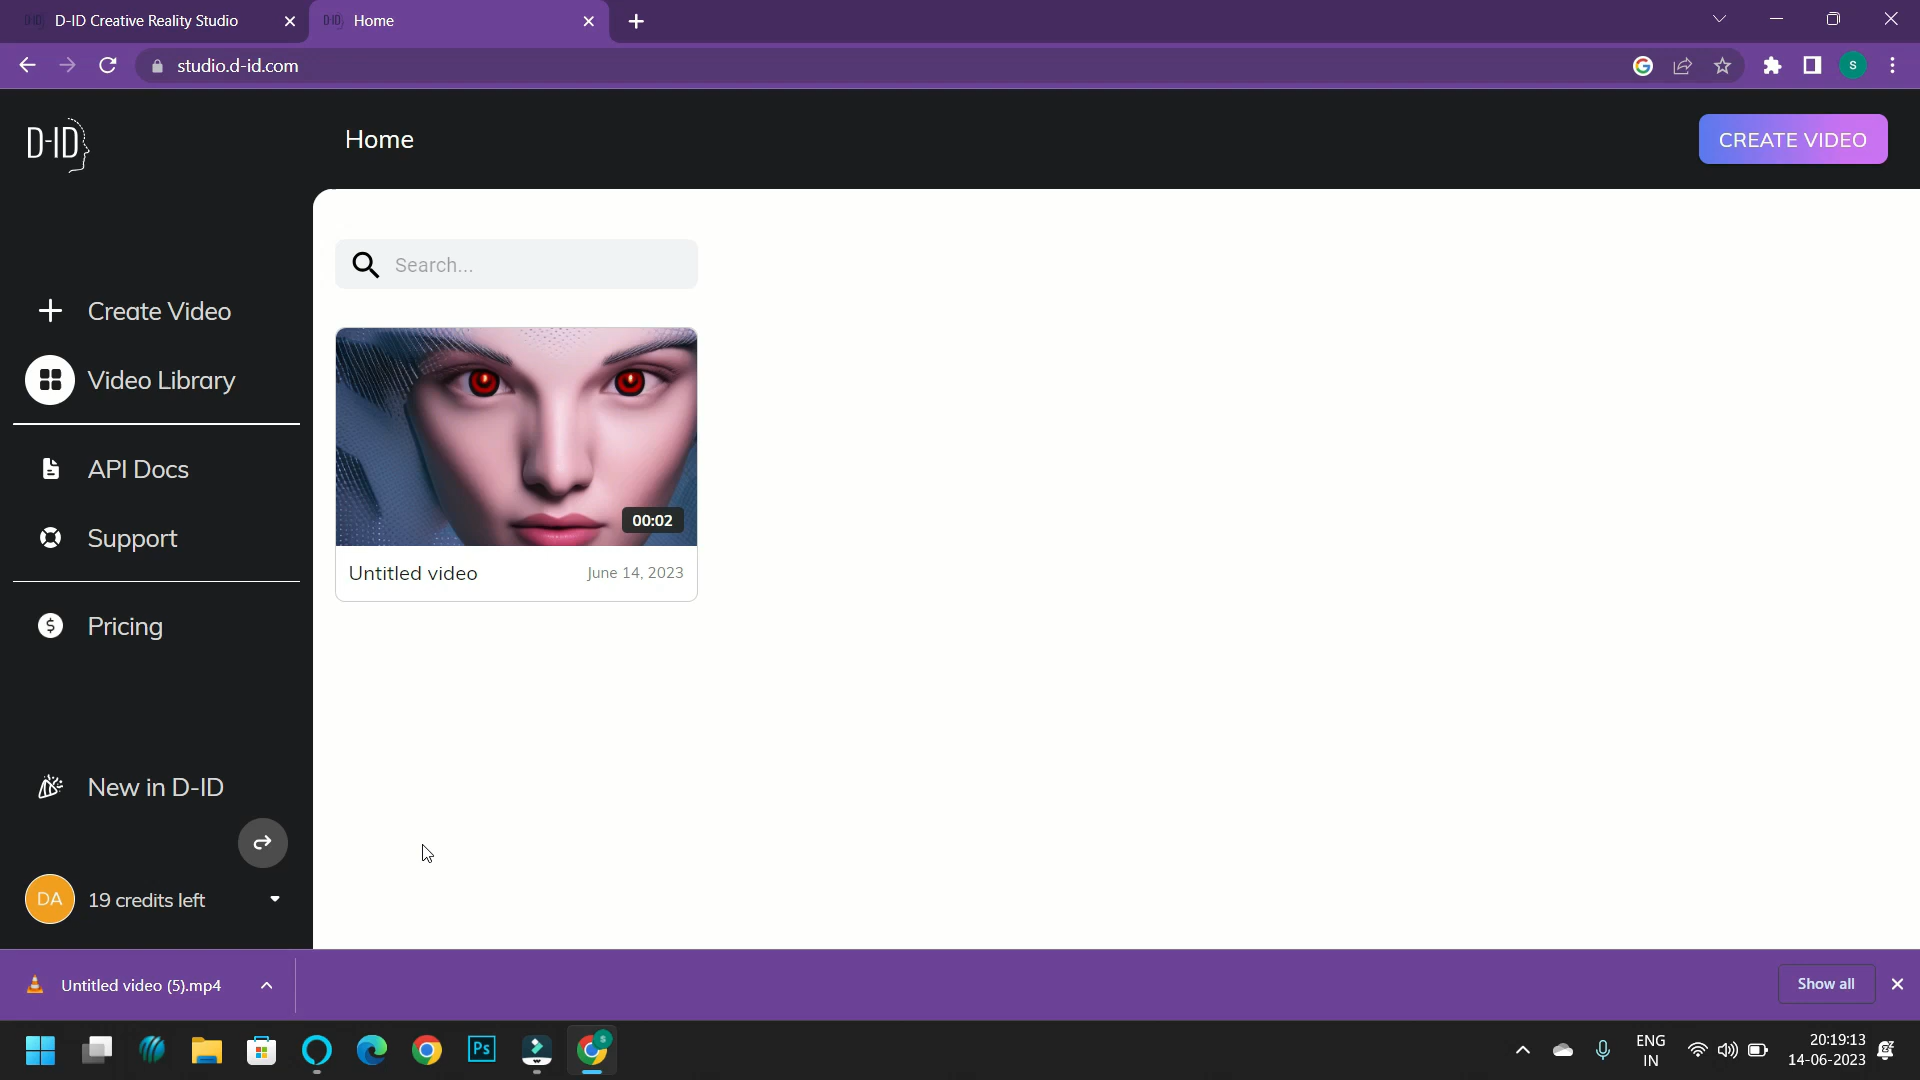 D-ID Creative Reality Studio
Home
studio.d-id.com
S
D-ID
Home
CREATE VIDEO
Search...
Create Video
Video Library
API Docs
Support
Pricing
00:02
Untitled video
June 14, 2023
New in D-ID
DA
19 credits left
Untitled video (5).mp4
Show all
Ps
S
ENG
IN
20:19:13
14-06-2023